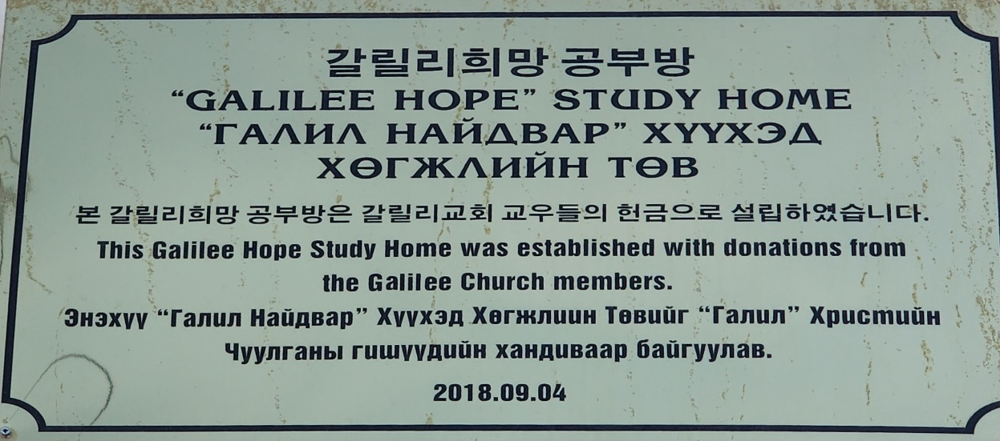 갈릴리희망 공부방
“GALILEE HOPE” STUDY HOME
“ГАЛИЛ НАЙДВАР” ХҮҮХЭД
ХӨГЖЛИЙН ТӨВ
본 갈릴리희망 공부방은 갈릴리교회 교우들의 헌금으로 설립하였습니다.
This Galilee Hope Study Home was established with donations from
the Galilee Church members.
Энэхүү “Галил Найдвар” Хүүхэд Хөгжлиин Төвийг “Галил” Христийн
Чуулганы гишүүдийн хандиваар байгуулав.
2018.09.04